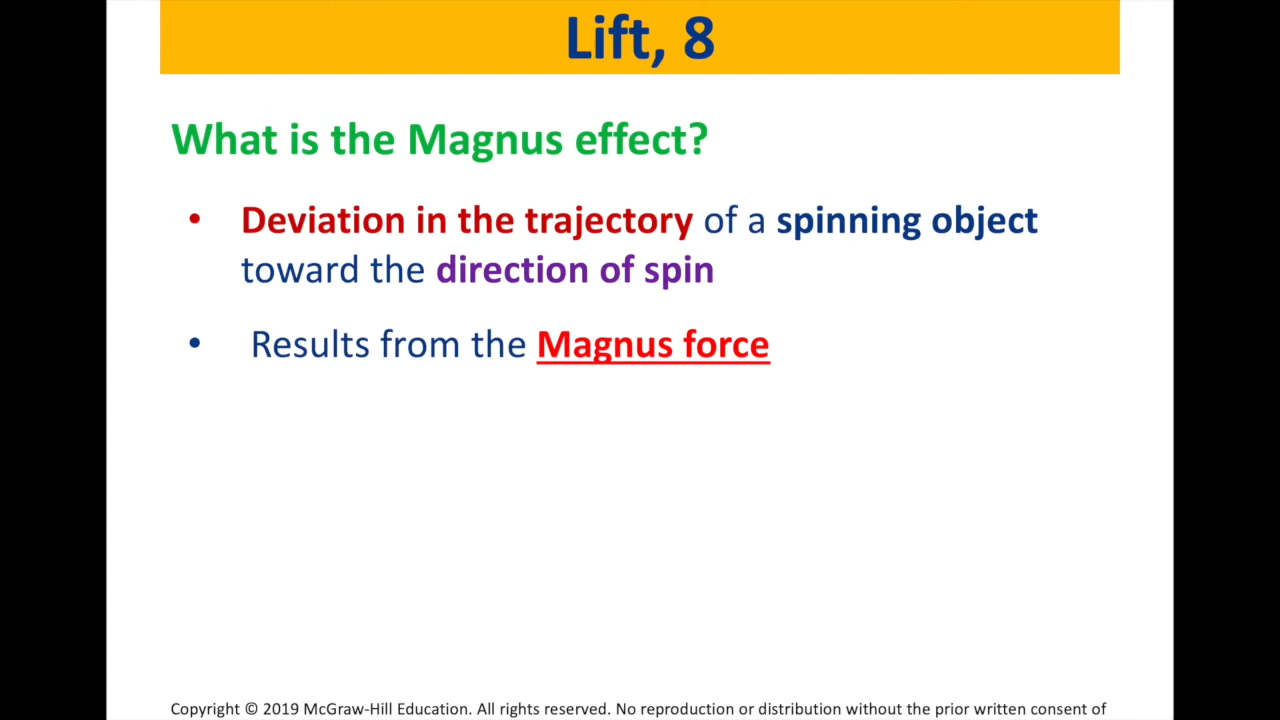 Lift, 8
What is the Magnus effect?
• Deviation in the trajectory of a spinning object
toward the direction of spin
• Results from the Magnus force
Copyright © 2019 McGraw-Hill Education. All rights reserved. No reproduction or distribution without the prior written consent of